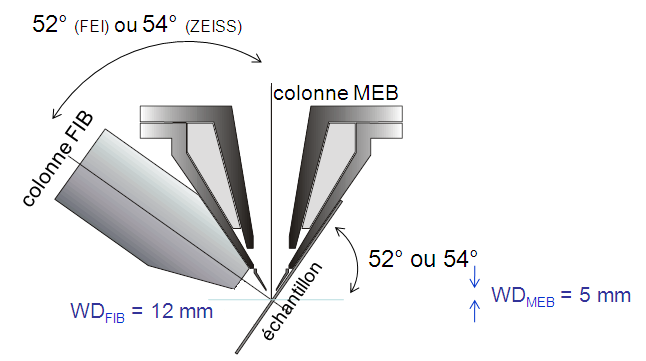 52° (FEI) ou 54° (ZEISS)
colonne MEB
colonne FIB
52° ou 54°
échantillon
WD_FIB = 12 mm
WD_MEB = 5 mm